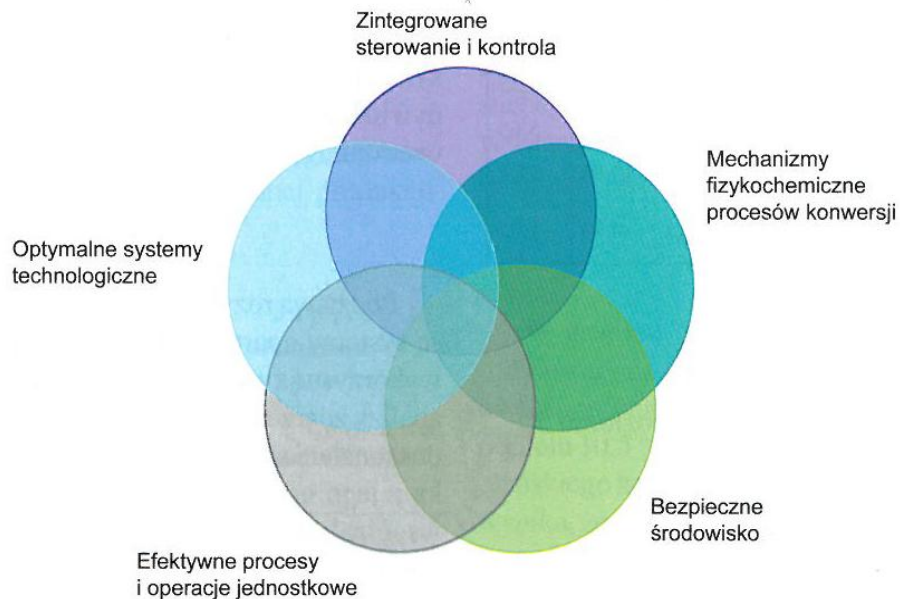 Zintegrowane
sterowanie i kontrola
Mechanizmy
fizykochemiczne
procesów konwersji
Optymalne systemy
technologiczne
Bezpieczne
środowisko
Efektywne procesy
i operacje jednostkowe